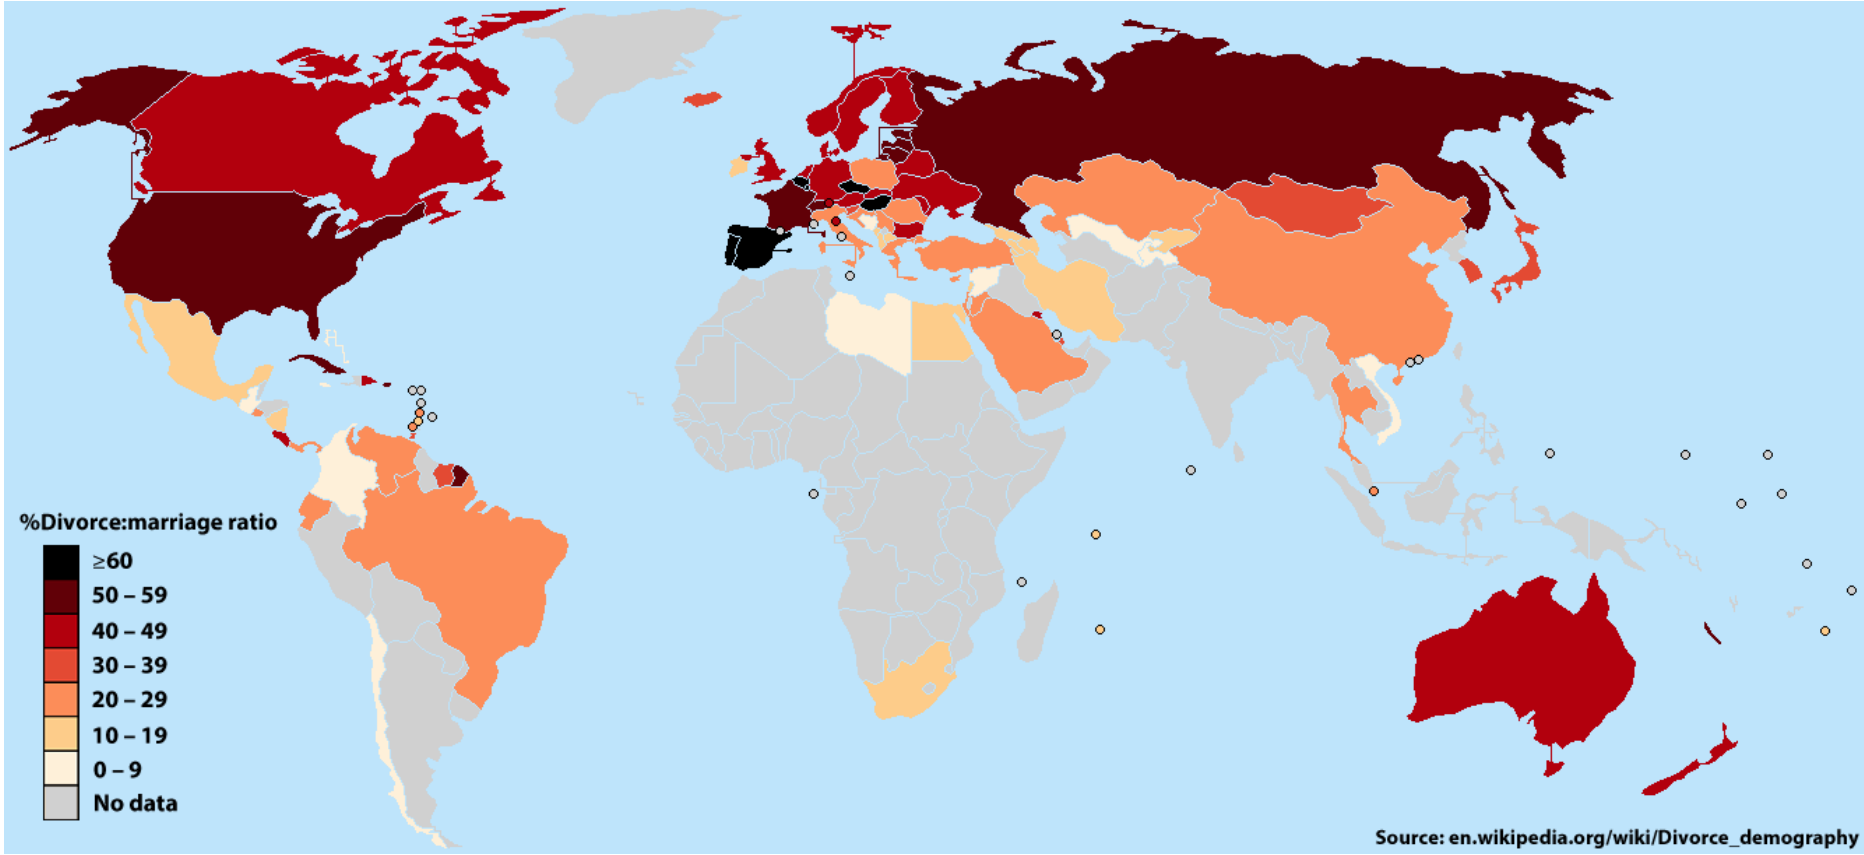 %Divorce:marriage ratio
≥60
50 – 59
40 – 49
30 – 39
20 – 29
10 – 19
0 – 9
No data
Source: en.wikipedia.org/wiki/Divorce_demography